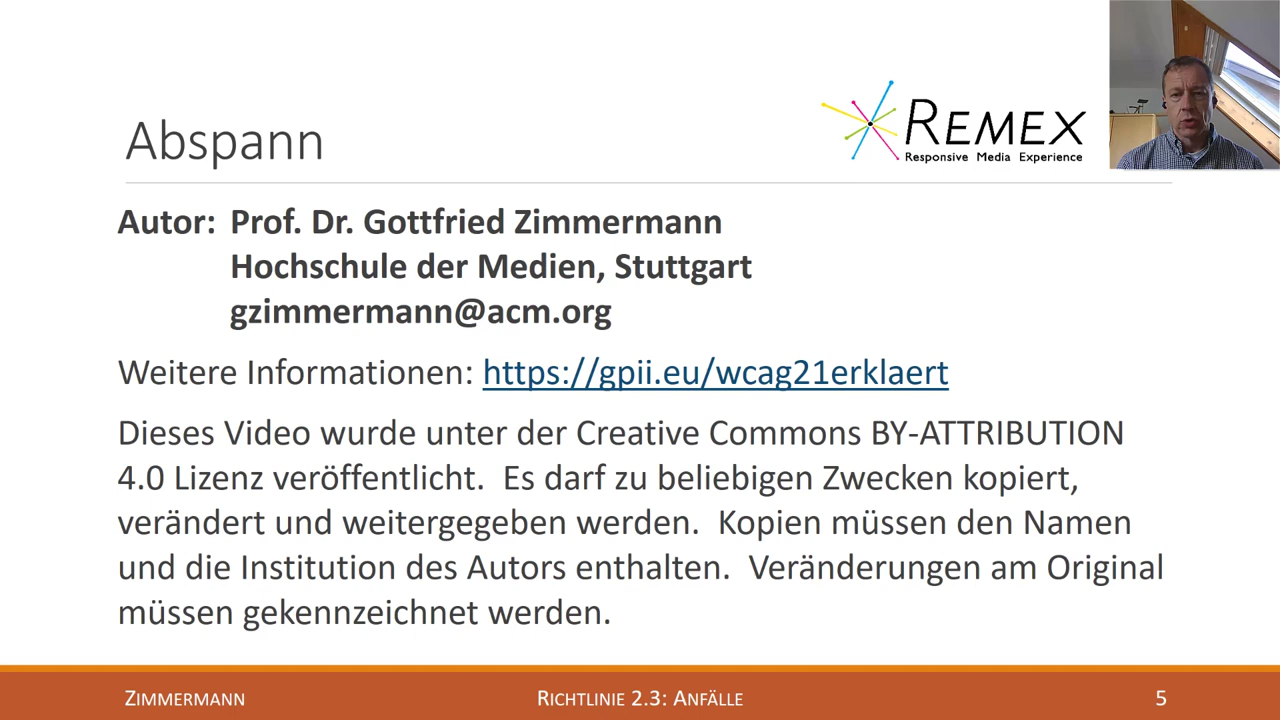 Abspann
REMEX
Responsive Media Experience
Autor: Prof. Dr. Gottfried Zimmermann
Hochschule der Medien, Stuttgart
gzimmermann@acm.org
Weitere Informationen: https://gpii.eu/wcag21erklaert
Dieses Video wurde unter der Creative Commons BY-ATTRIBUTION
4.0 Lizenz veröffentlicht. Es darf zu beliebigen Zwecken kopiert,
verändert und weitergegeben werden. Kopien müssen den Namen
und die Institution des Autors enthalten. Veränderungen am Original
müssen gekennzeichnet werden.
ZIMMERMANN
RICHTLINIE 2.3: ANFÄLLE
5